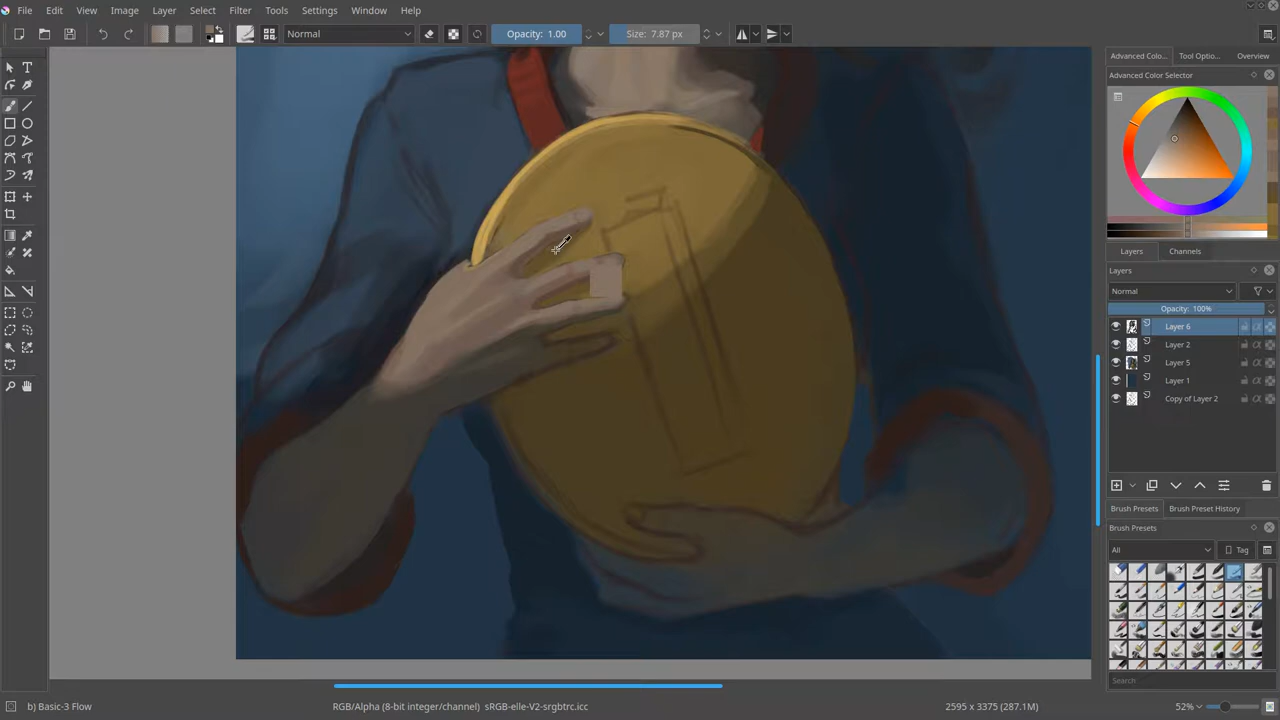 File Edit View Image Layer Select Filter Tools Settings Window Help
Normal Opacity: 1.00 Size: 7.87 px
Advanced Colo... Tool Optio... Overview
Advanced Color Selector
Layers Channels
Layers
Normal
Opacity: 100%
Layer 6
Layer 2
Layer 5
Layer 1
Copy of Layer 2
Brush Presets Brush Preset History
Brush Presets
All Tag
Search
b) Basic-3 Flow RGB/Alpha (8-bit integer/channel) sRGB-elle-V2-srgbtrc.icc 2595 x 3375 (287.1M) 52%